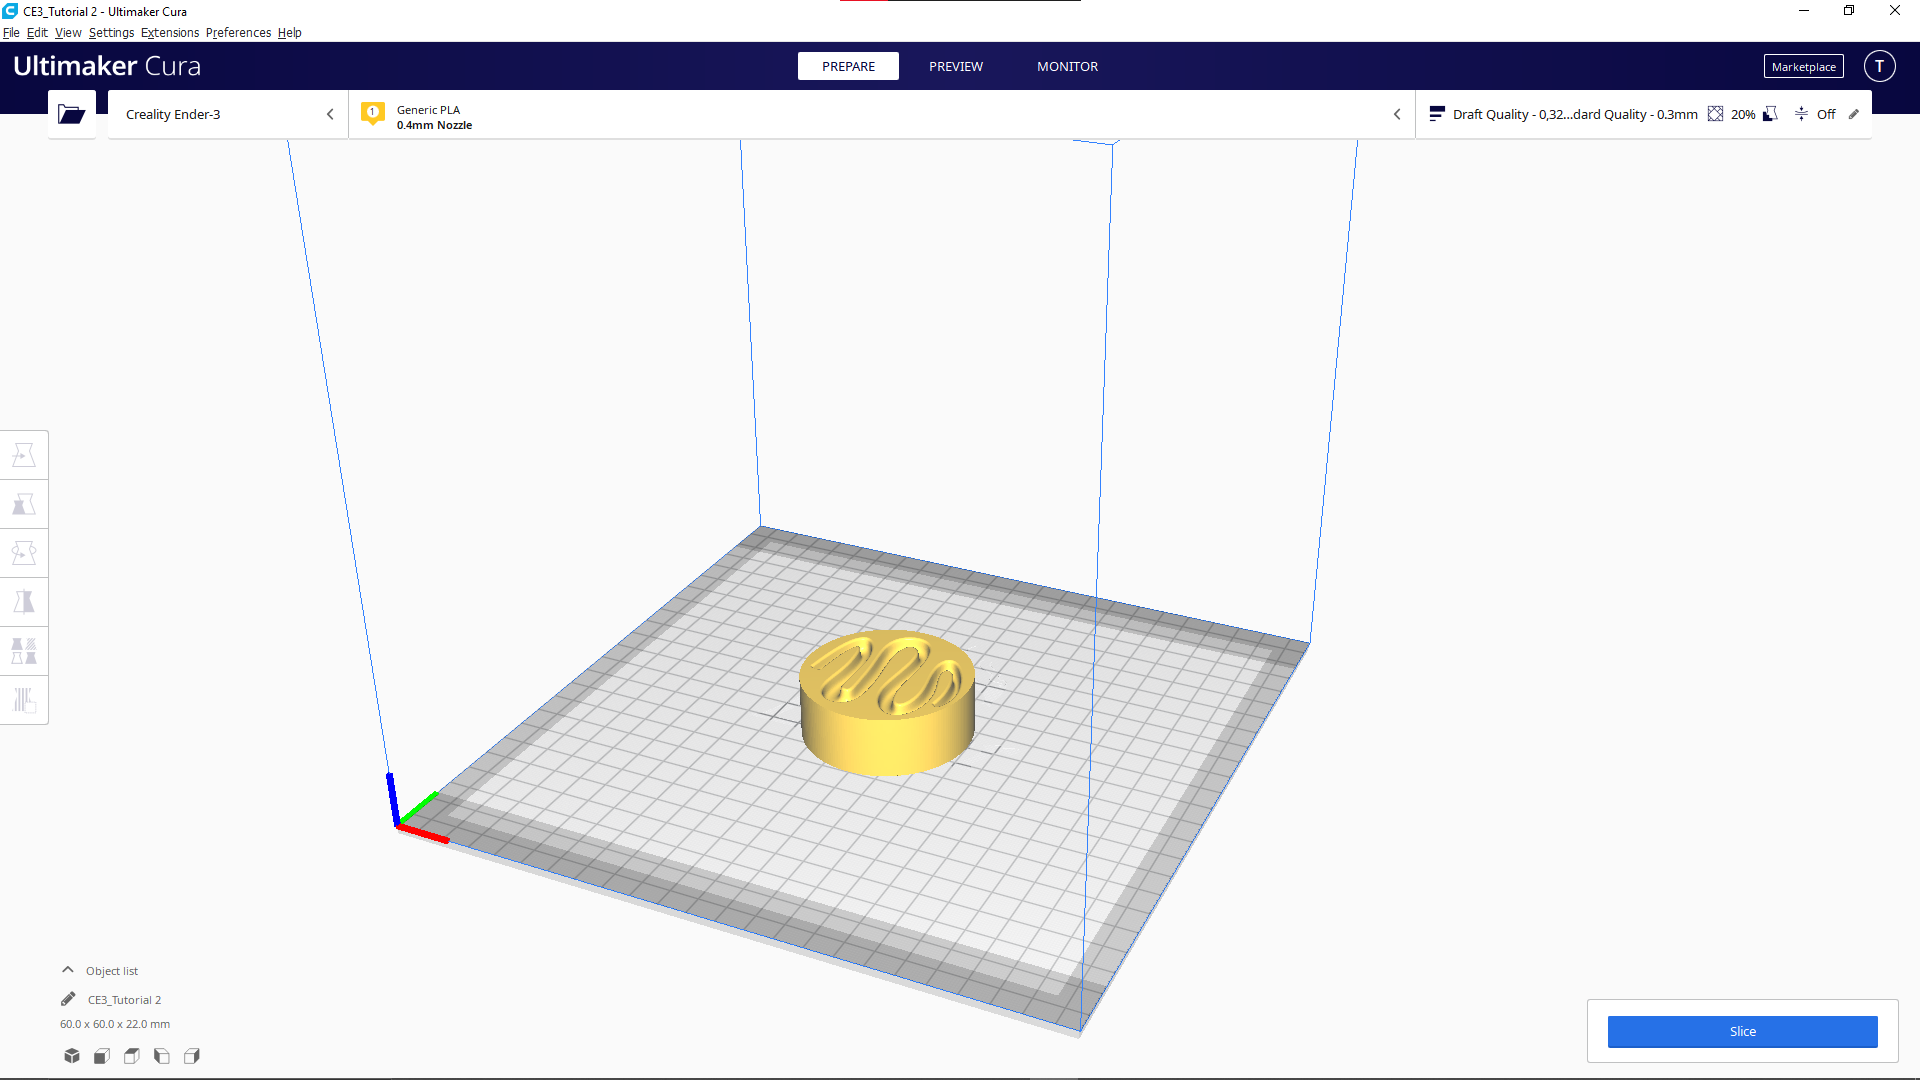 CE3_Tutorial 2 - Ultimaker Cura
File Edit View Settings Extensions Preferences Help
Ultimaker Cura
PREPARE PREVIEW MONITOR
Marketplace
T
Creality Ender-3
1
Generic PLA
0.4mm Nozzle
Draft Quality - 0,32...dard Quality - 0.3mm 20% Off
Object list
CE3_Tutorial 2
60.0 x 60.0 x 22.0 mm
Slice